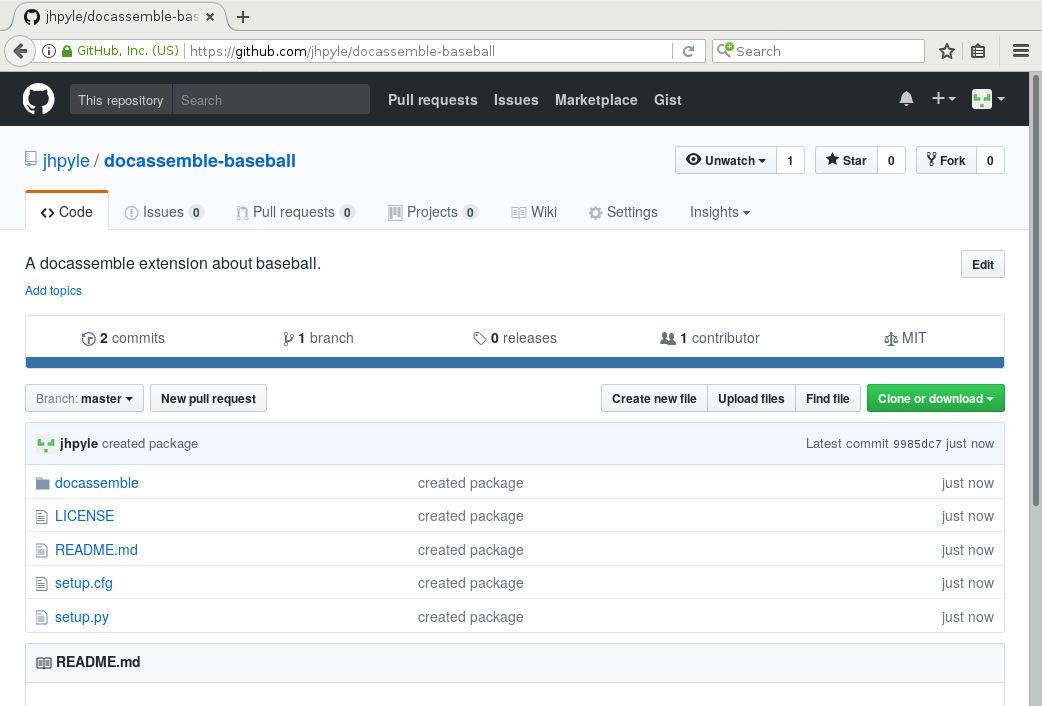 jhpyle/docassemble-bas
GitHub, Inc. (US) https://github.com/jhpyle/docassemble-baseball Search
This repository Search Pull requests Issues Marketplace Gist
jhpyle / docassemble-baseball Unwatch 1 Star 0 Fork 0
Code Issues 0 Pull requests 0 Projects 0 Wiki Settings Insights
A docassemble extension about baseball. Edit
Add topics
2 commits 1 branch 0 releases 1 contributor MIT
Branch: master New pull request Create new file Upload files Find file Clone or download
jhpyle created package Latest commit 9985dc7 just now
docassemble created package just now
LICENSE created package just now
README.md created package just now
setup.cfg created package just now
setup.py created package just now
README.md